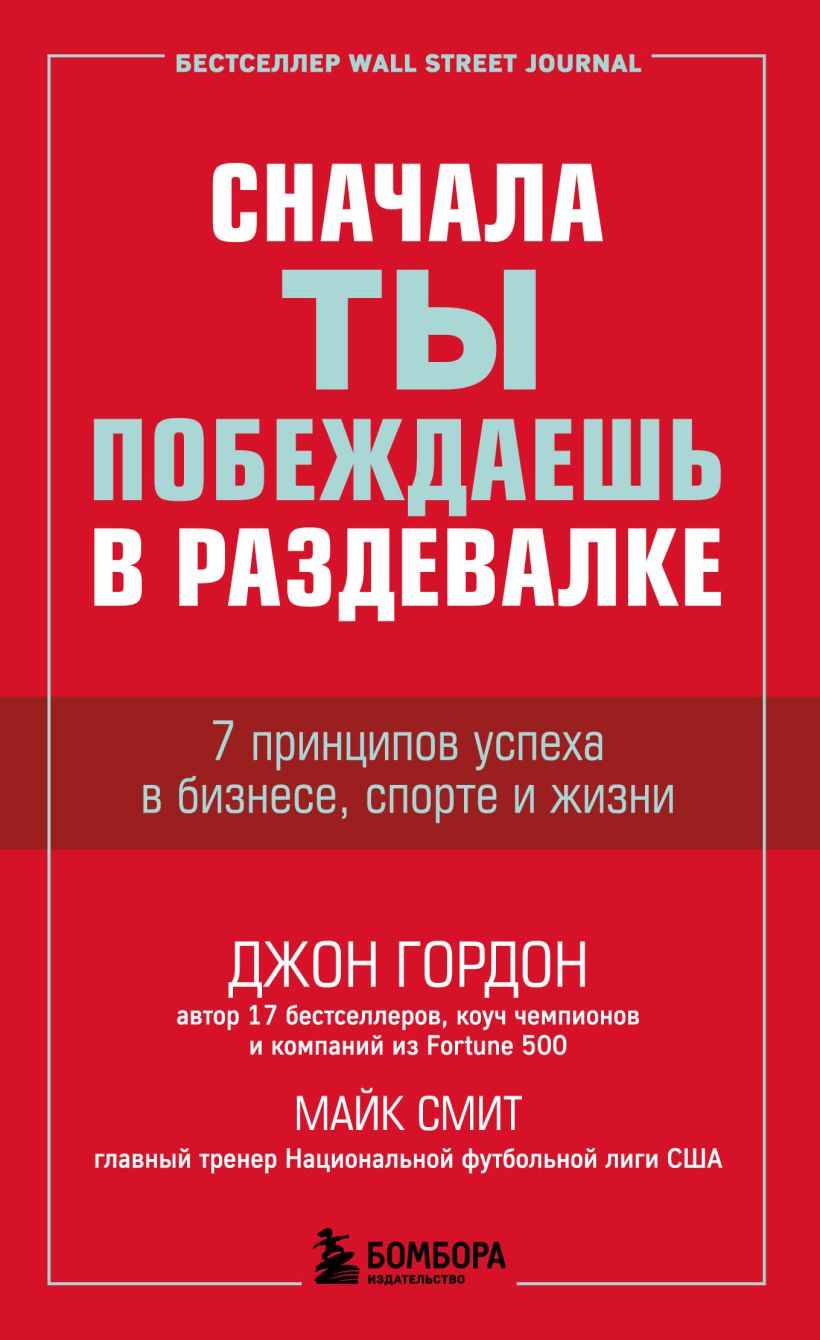 БЕСТСЕЛЛЕР WALL STREET JOURNAL
СНАЧАЛА
ТЫ
ПОБЕЖДАЕШЬ
В РАЗДЕВАЛКЕ
7 принципов успеха
в бизнесе, спорте и жизни
ДЖОН ГОРДОН
автор 17 бестселлеров, коуч чемпионов
и компаний из Fortune 500
МАЙК СМИТ
главный тренер Национальной футбольной лиги США
БОМБОРА
ИЗДАТЕЛЬСТВО